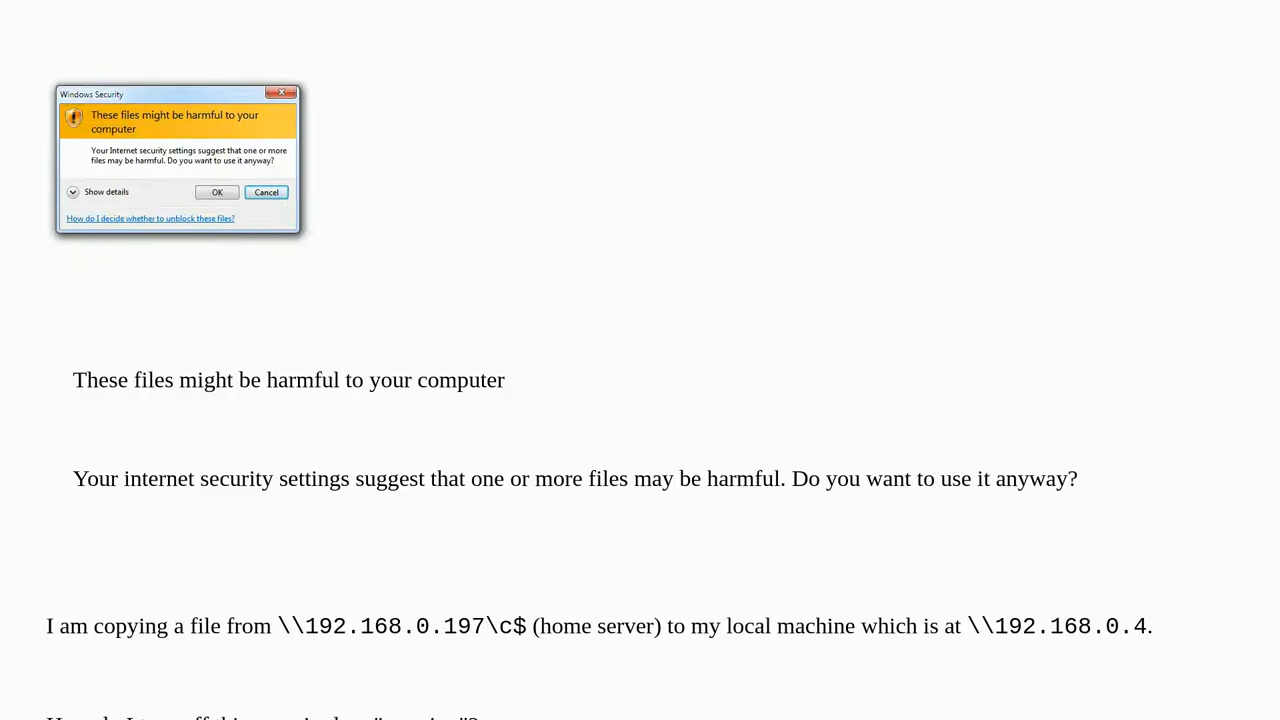 Windows Security
These files might be harmful to your
computer
Your Internet security settings suggest that one or more
files may be harmful. Do you want to use it anyway?
Show details
OK
Cancel
How do I decide whether to unblock these files?
These files might be harmful to your computer
Your internet security settings suggest that one or more files may be harmful. Do you want to use it anyway?
I am copying a file from \\192.168.0.197\c$ (home server) to my local machine which is at \\192.168.0.4.